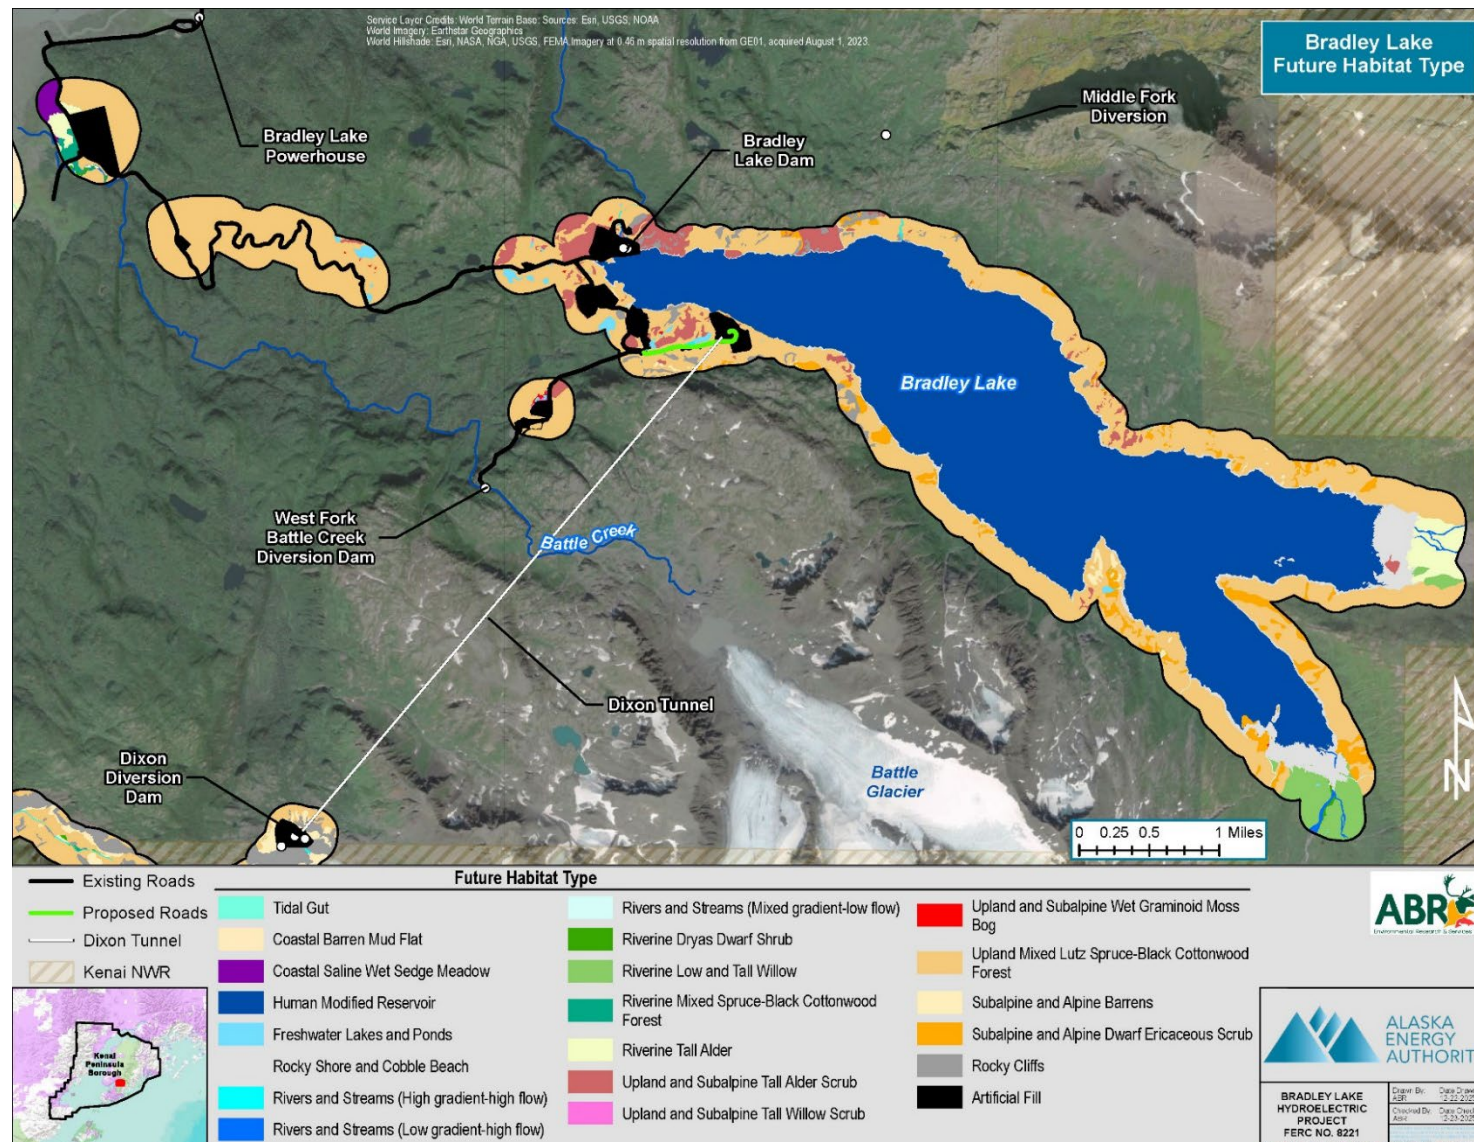 Service Layer Credits: World Terrain Base: Sources: Esri, USGS, NOAA
World Imagery: Earthstar Geographics
World Hillshade: Esri, NASA, NGA, USGS, FEMA Imagery at 0.46 m spatial resolution from GE01, acquired August 1, 2023.
Bradley Lake
Future Habitat Type
Middle Fork
Diversion
Bradley Lake
Powerhouse
Bradley
Lake Dam
Bradley Lake
West Fork
Battle Creek
Diversion Dam
Battle Creek
Dixon Tunnel
Dixon
Diversion
Dam
Battle
Glacier
N
0 0.25 0.5 1 Miles
Existing Roads
Proposed Roads
Dixon Tunnel
Kenai NWR
Future Habitat Type
Tidal Gut
Coastal Barren Mud Flat
Coastal Saline Wet Sedge Meadow
Human Modified Reservoir
Freshwater Lakes and Ponds
Rocky Shore and Cobble Beach
Rivers and Streams (High gradient-high flow)
Rivers and Streams (Low gradient-high flow)
Rivers and Streams (Mixed gradient-low flow)
Riverine Dryas Dwarf Shrub
Riverine Low and Tall Willow
Riverine Mixed Spruce-Black Cottonwood
Forest
Riverine Tall Alder
Upland and Subalpine Tall Alder Scrub
Upland and Subalpine Tall Willow Scrub
Upland and Subalpine Wet Graminoid Moss
Bog
Upland Mixed Lutz Spruce-Black Cottonwood
Forest
Subalpine and Alpine Barrens
Subalpine and Alpine Dwarf Ericaceous Scrub
Rocky Cliffs
Artificial Fill
Kenai
Peninsula
Borough
ABR
Environmental Research & Services
ALASKA
ENERGY
AUTHORIT
BRADLEY LAKE
HYDROELECTRIC
PROJECT
FERC NO. 8221
Drawn By:
ABR
Checked By:
ABR